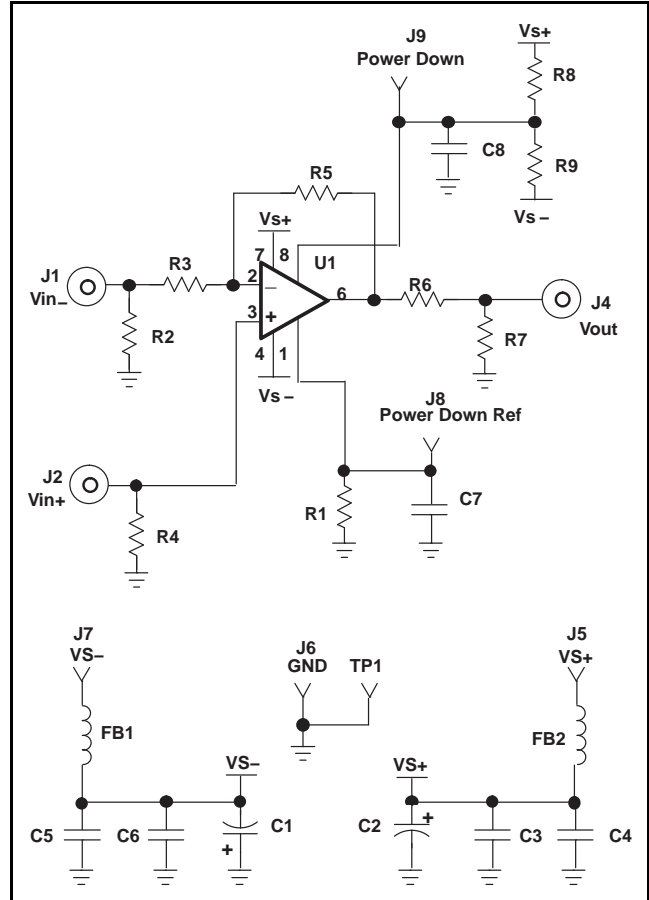 J9
Power Down
Vs+
R8
C8
R9
Vs−
R5
Vs+
7 8
U1
J1
Vin−
R3
2
−
3
+
6
R6
J4
Vout
R2
R7
4 1
Vs−
J8
Power Down Ref
J2
Vin+
R4
R1
C7
J7
VS−
J6
GND
TP1
J5
VS+
FB1
FB2
VS−
VS+
C5
C6
C1
+
C2
+
C3
C4